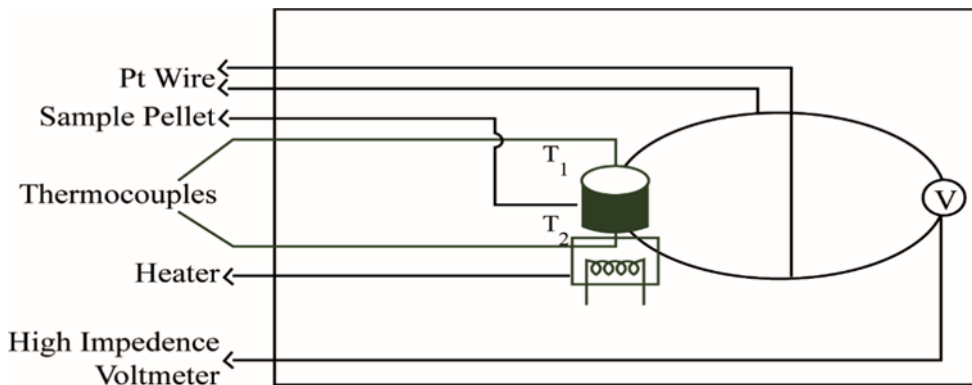 Pt Wire
Sample Pellet
T1
Thermocouples
T2
V
Heater
High Impedence
Voltmeter